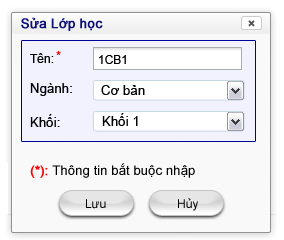 Sửa Lớp học
Tên:* 1CB1
Ngành: Cơ bản
Khối: Khối 1
(*): Thông tin bắt buộc nhập
Lưu Hủy